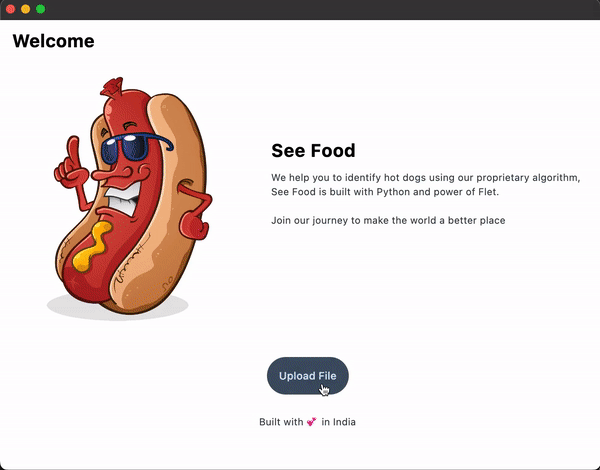 Welcome
See Food
We help you to identify hot dogs using our proprietary algorithm,
See Food is built with Python and power of Flet.
Join our journey to make the world a better place
Upload File
Built with 💕 in India